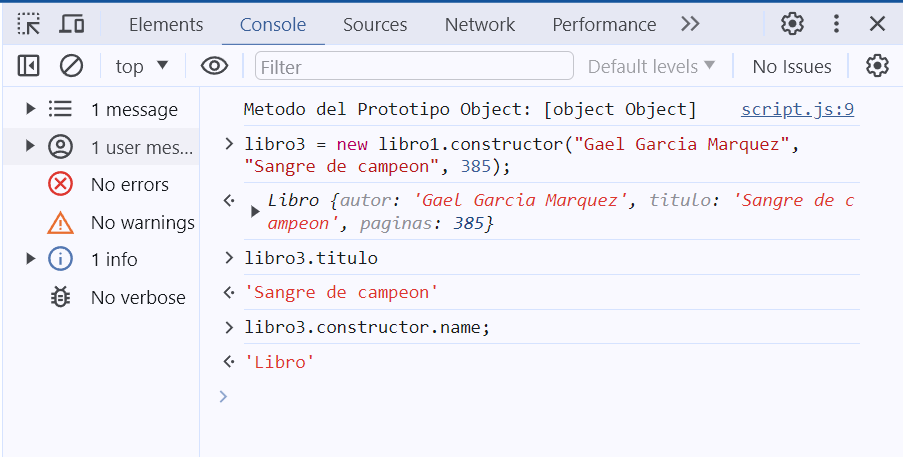 Elements Console Sources Network Performance
top Filter Default levels No Issues
1 message
1 user mes...
No errors
No warnings
1 info
No verbose
Metodo del Prototipo Object: [object Object] script.js:9
libro3 = new libro1.constructor("Gael Garcia Marquez",
"Sangre de campeon", 385);
Libro {autor: 'Gael Garcia Marquez', titulo: 'Sangre de c
ampeon', paginas: 385}
libro3.titulo
'Sangre de campeon'
libro3.constructor.name;
'Libro'